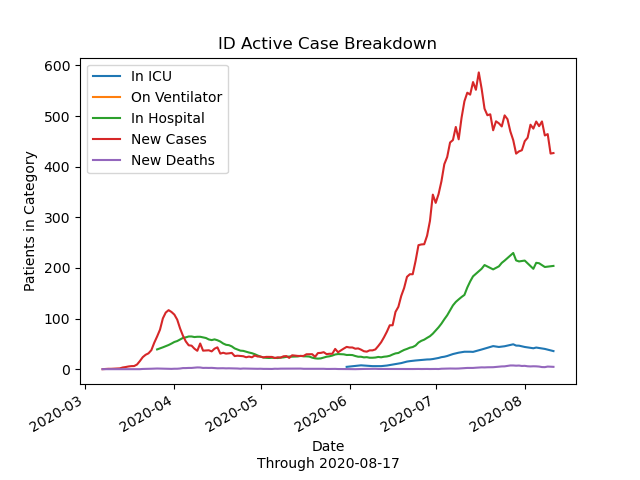 ID Active Case Breakdown
In ICU
On Ventilator
In Hospital
New Cases
New Deaths
Patients in Category
600
500
400
300
200
100
0
2020-03
2020-04
2020-05
2020-06
2020-07
2020-08
Date
Through 2020-08-17